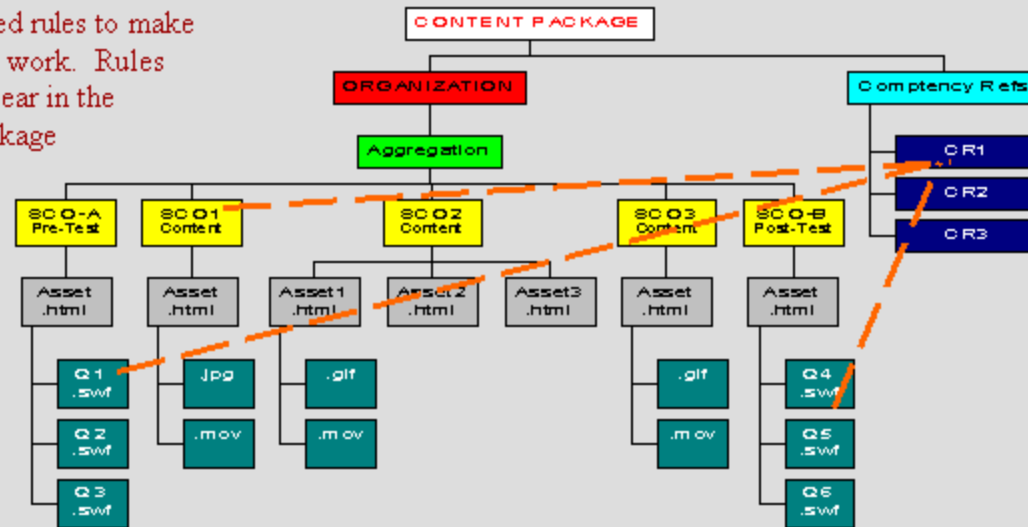 ed rules to make
work. Rules
ear in the
kage
CONTENT PACKAGE
ORGANIZATION
Comptency Refs
Aggregation
CR1
CR2
CR3
SCO-A
Pre-Test
SCO1
Content
SCO2
Content
SCO3
Content
SCO-B
Post-Test
Asset
.html
Asset
.html
Asset1
.html
Asset2
.html
Asset3
.html
Asset
.html
Asset
.html
Q1
.swf
.jpg
.gif
.gif
Q4
.swf
Q2
.swf
.mov
.mov
.mov
Q5
.swf
Q3
.swf
Q6
.swf